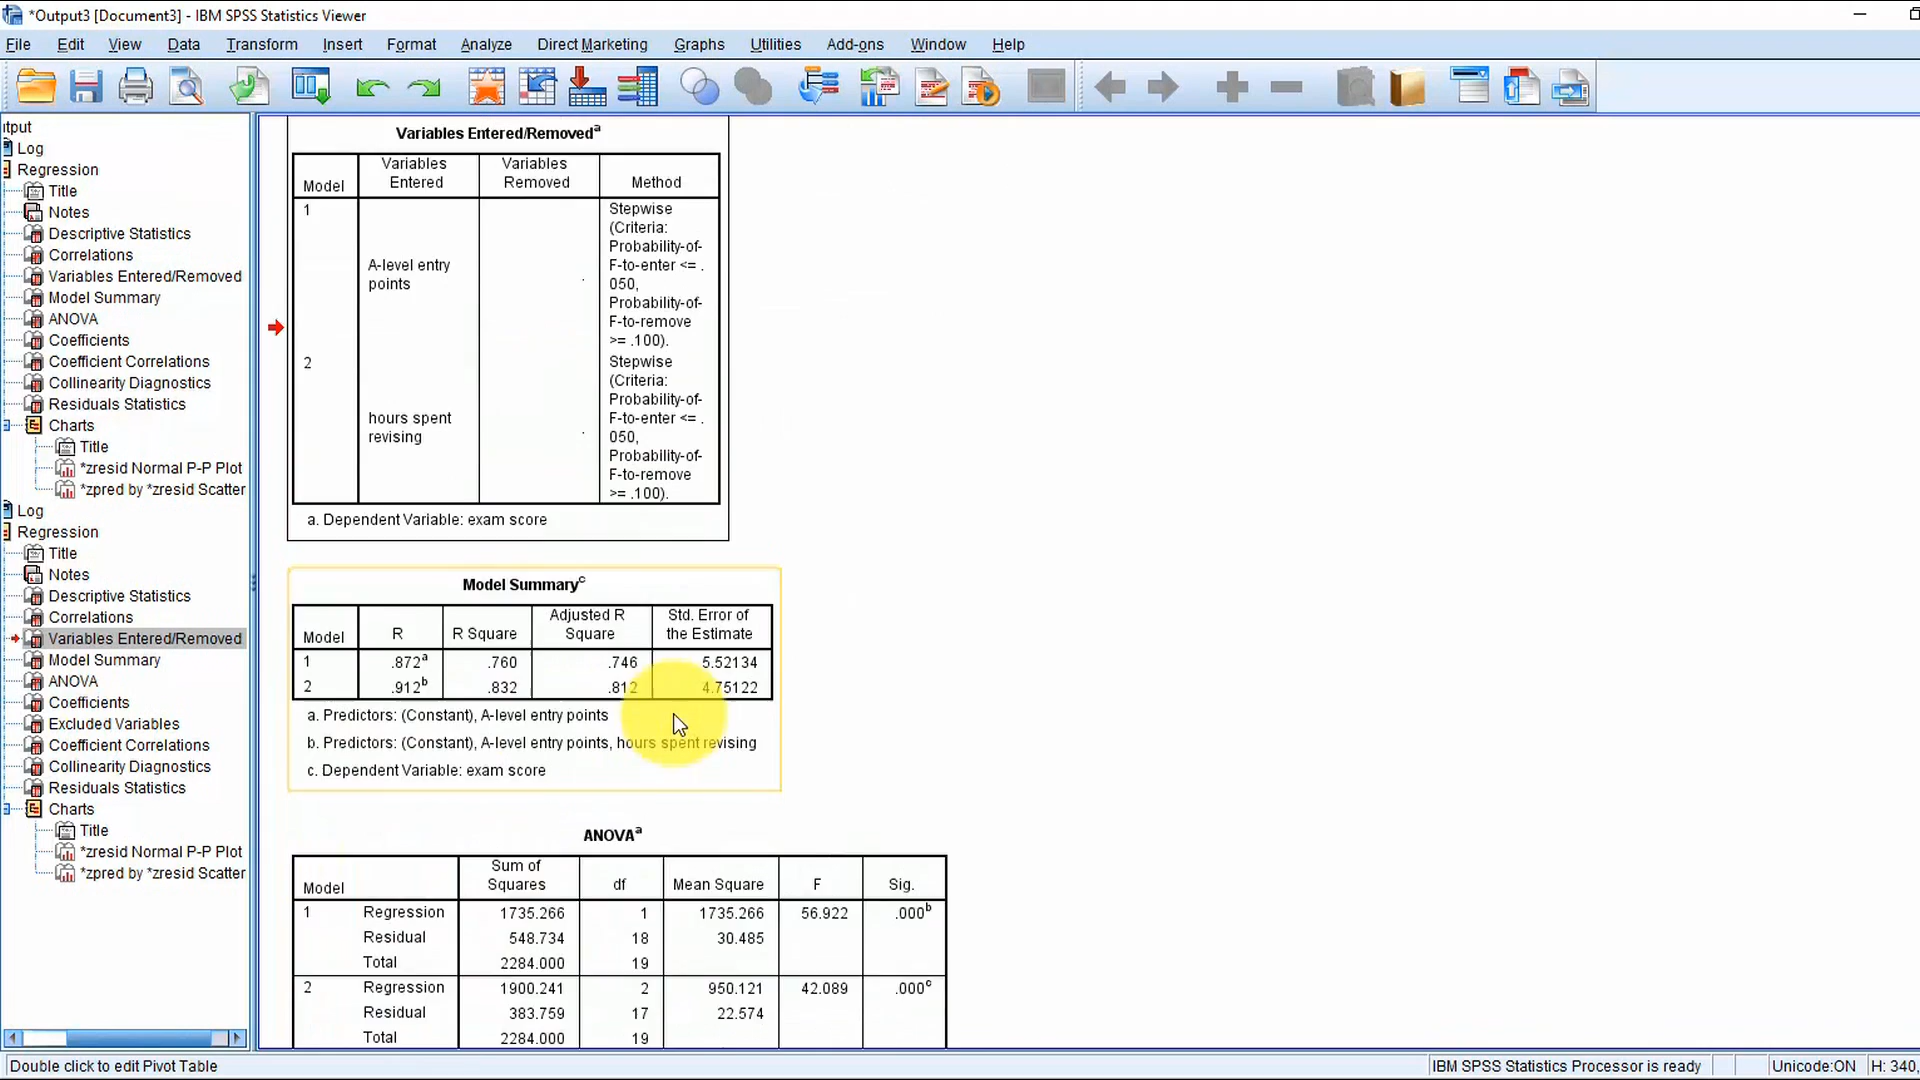 *Output3 [Document3] - IBM SPSS Statistics Viewer
File Edit View Data Transform Insert Format Analyze Direct Marketing Graphs Utilities Add-ons Window Help
Log
Regression
Title
Notes
Descriptive Statistics
Correlations
Variables Entered/Removed
Model Summary
ANOVA
Coefficients
Coefficient Correlations
Collinearity Diagnostics
Residuals Statistics
Charts
Title
*zresid Normal P-P Plot
*zpred by *zresid Scatter
Log
Regression
Title
Notes
Descriptive Statistics
Correlations
Variables Entered/Removed
Model Summary
ANOVA
Coefficients
Excluded Variables
Coefficient Correlations
Collinearity Diagnostics
Residuals Statistics
Charts
Title
*zresid Normal P-P Plot
*zpred by *zresid Scatter
Variables Entered/Removed a
Model
Variables
Entered
Variables
Removed
Method
1
A-level entry
points
.
Stepwise
(Criteria:
Probability-of-
F-to-enter <= .
050,
Probability-of-
F-to-remove
>= .100).
2
hours spent
revising
.
Stepwise
(Criteria:
Probability-of-
F-to-enter <= .
050,
Probability-of-
F-to-remove
>= .100).
a. Dependent Variable: exam score
Model Summary c
Model
R
R Square
Adjusted R
Square
Std. Error of
the Estimate
1 .872a .760 .746 5.52134
2 .912b .832 .812 4.75122
a. Predictors: (Constant), A-level entry points
b. Predictors: (Constant), A-level entry points, hours spent revising
c. Dependent Variable: exam score
ANOVA a
Model
Sum of
Squares
df
Mean Square
F
Sig.
1 Regression 1735.266 1 1735.266 56.922 .000b
Residual 548.734 18 30.485
Total 2284.000 19
2 Regression 1900.241 2 950.121 42.089 .000c
Residual 383.759 17 22.574
Total 2284.000 19
Double click to edit Pivot Table
IBM SPSS Statistics Processor is ready
Unicode:ON
H: 340,